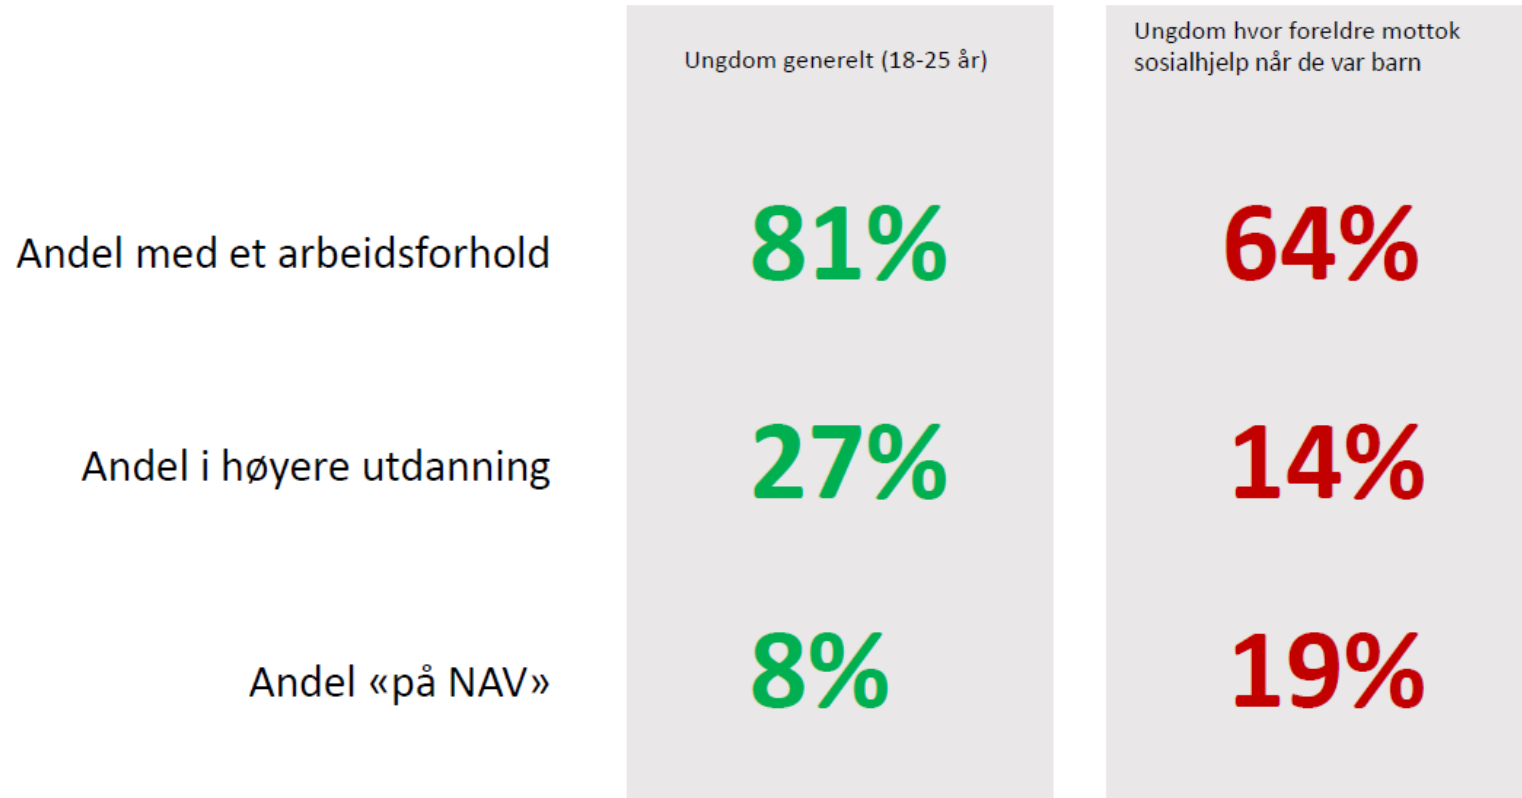 Ungdom generelt (18-25 år)
Ungdom hvor foreldre mottok
sosialhjelp når de var barn
Andel med et arbeidsforhold
81%
64%
Andel i høyere utdanning
27%
14%
Andel «på NAV»
8%
19%